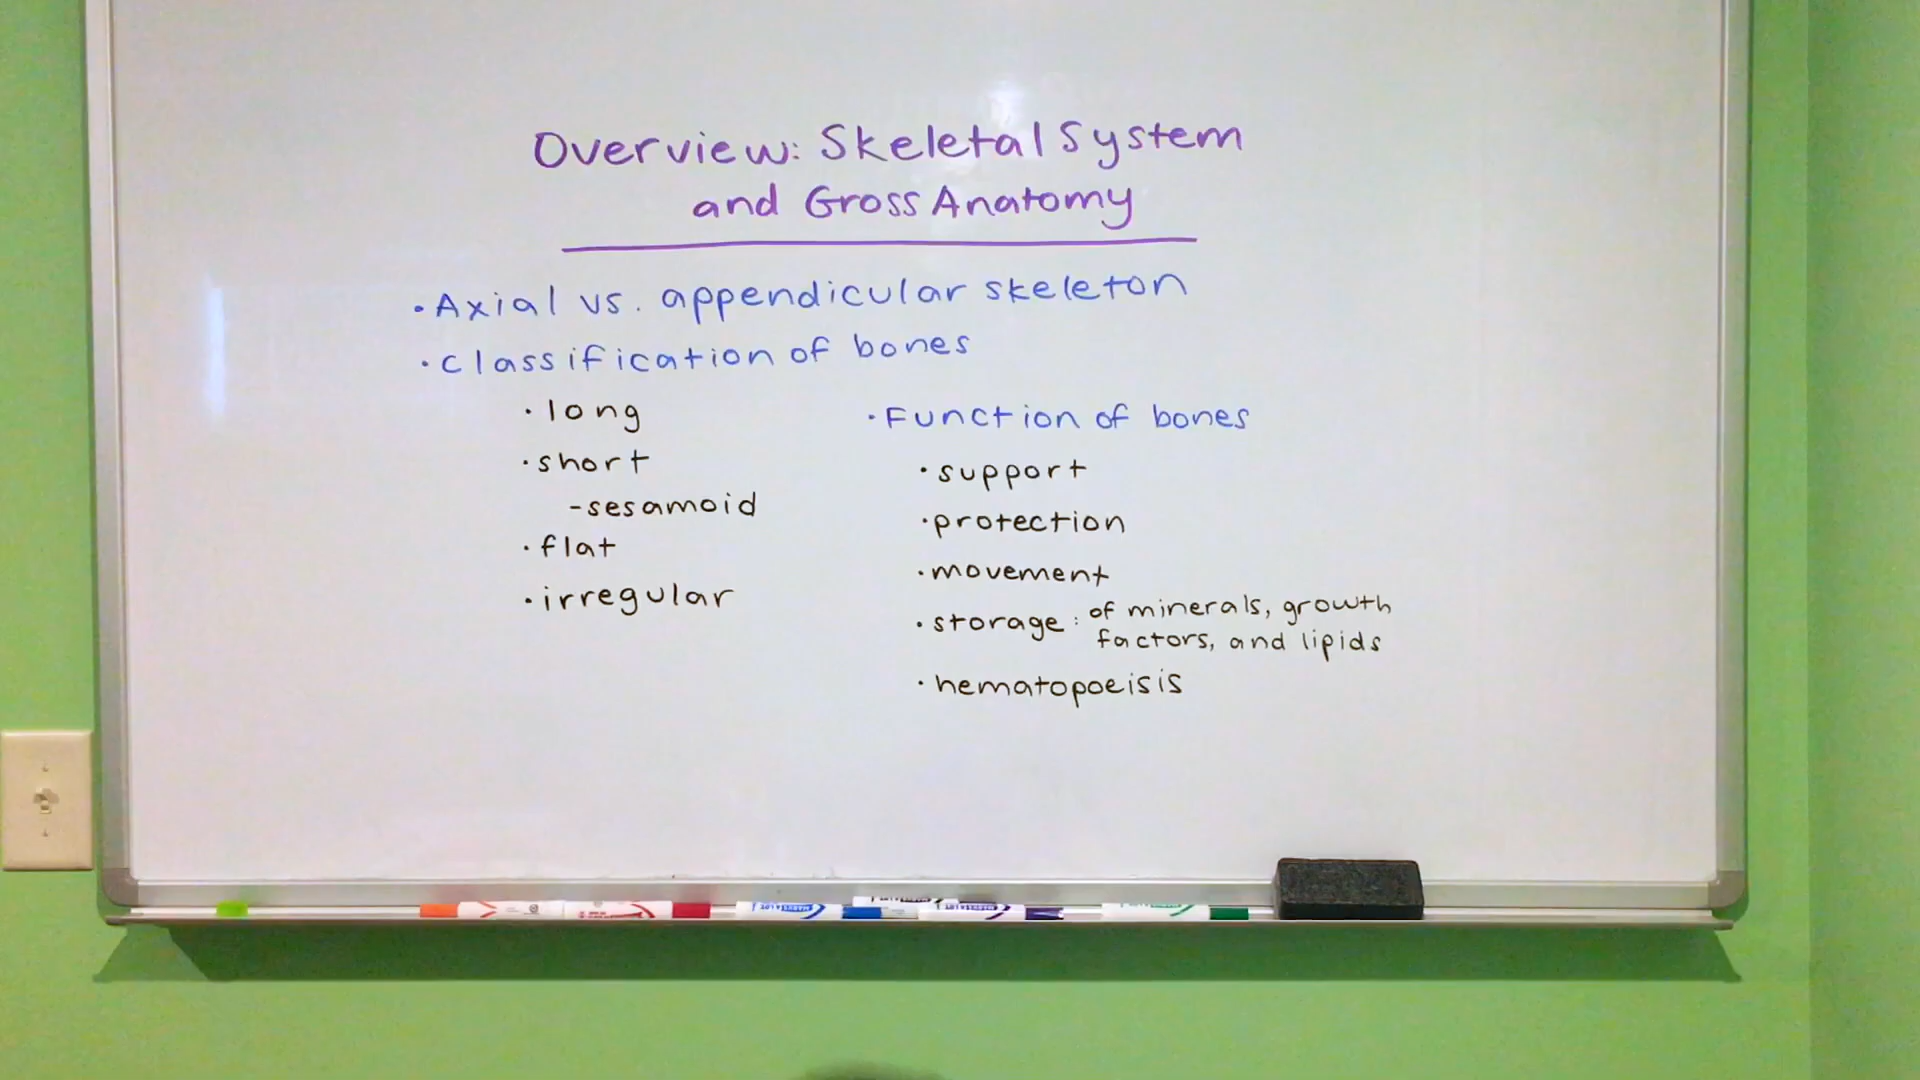 Overview: Skeletal System
and Gross Anatomy
• Axial vs. appendicular skeleton
• classification of bones
• long
• short
- sesamoid
• flat
• irregular
• Function of bones
• support
• protection
• movement
• storage: of minerals, growth
factors, and lipids
• hematopoeisis